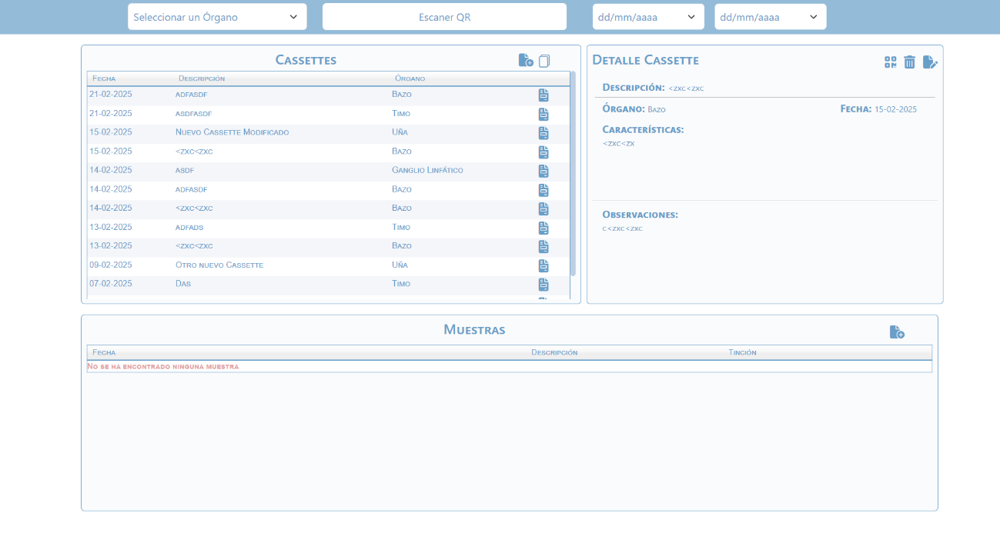 Seleccionar un Órgano Escaner QR dd/mm/aaaa dd/mm/aaaa
Cassettes
Fecha Descripción Órgano
21-02-2025 adfasdf Bazo
21-02-2025 asdfasdf Timo
15-02-2025 Nuevo Cassette Modificado Uña
15-02-2025 <zxc<zxc Bazo
14-02-2025 asdf Ganglio Linfático
14-02-2025 adfasdf Bazo
14-02-2025 <zxc<zxc Bazo
13-02-2025 adfads Timo
13-02-2025 <zxc<zxc Bazo
09-02-2025 Otro nuevo Cassette Uña
07-02-2025 Das Timo
Detalle Cassette
Descripción: <zxc<zxc
Órgano: Bazo Fecha: 15-02-2025
Características:
<zxc<zx
Observaciones:
c<zxc<zxc
Muestras
Fecha Descripción Tinción
No se ha encontrado ninguna muestra